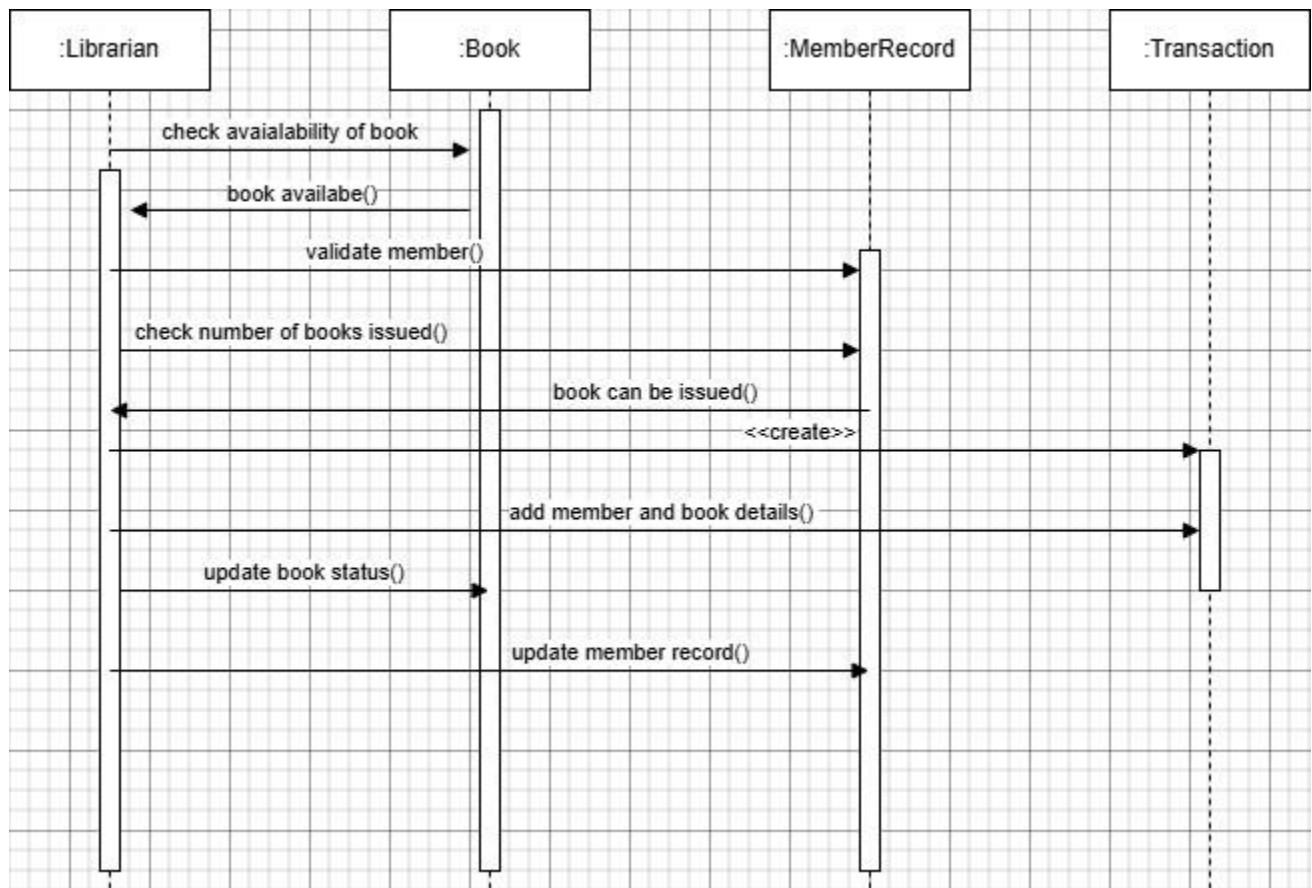 :Librarian
:Book
:MemberRecord
:Transaction
check avaialability of book
book availabe()
validate member()
check number of books issued()
book can be issued()
<<create>>
add member and book details()
update book status()
update member record()